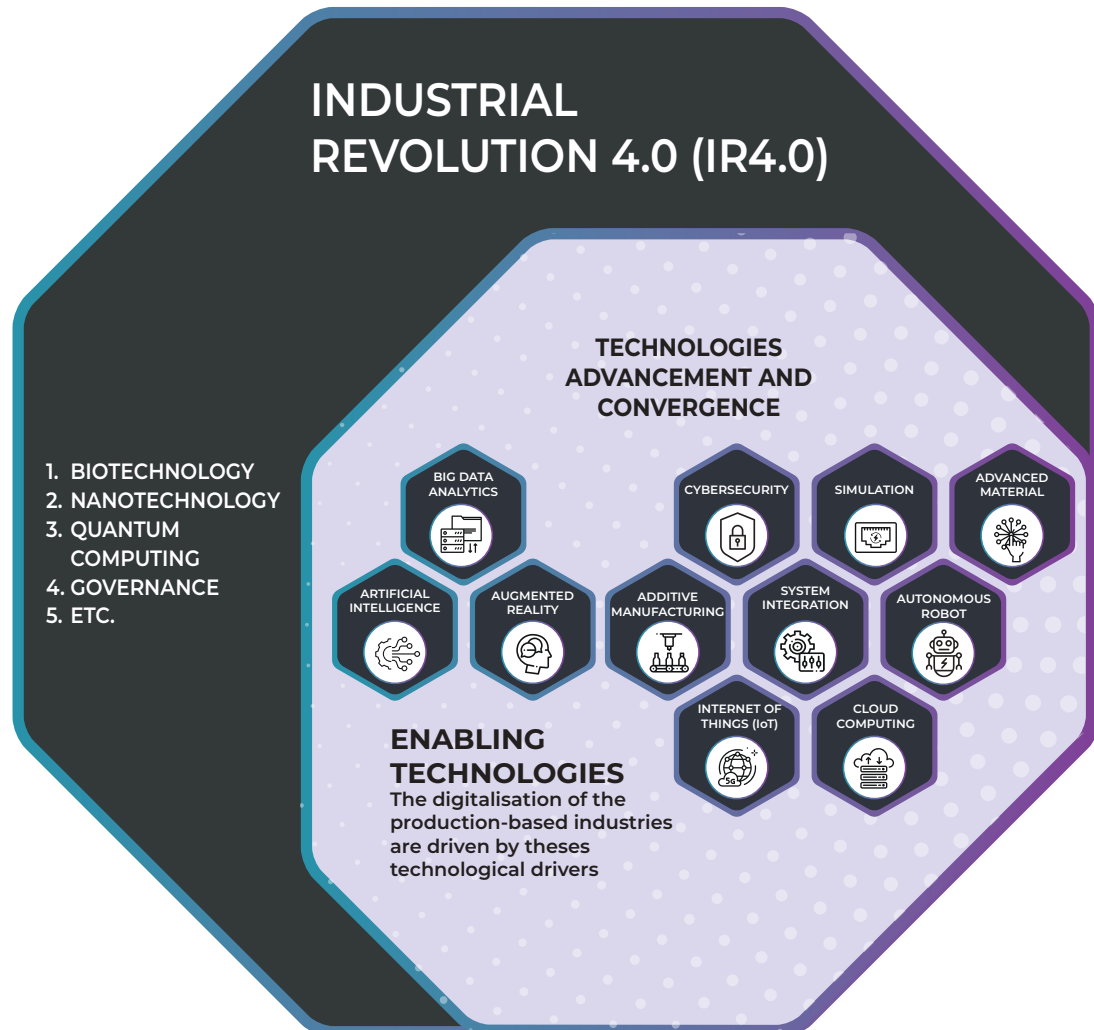 INDUSTRIAL
REVOLUTION 4.0 (IR4.0)
TECHNOLOGIES
ADVANCEMENT AND
CONVERGENCE
1. BIOTECHNOLOGY
2. NANOTECHNOLOGY
3. QUANTUM
COMPUTING
4. GOVERNANCE
5. ETC.
BIG DATA
ANALYTICS
CYBERSECURITY
SIMULATION
ADVANCED
MATERIAL
ARTIFICIAL
INTELLIGENCE
AUGMENTED
REALITY
ADDITIVE
MANUFACTURING
SYSTEM
INTEGRATION
AUTONOMOUS
ROBOT
INTERNET OF
THINGS (IoT)
5G
CLOUD
COMPUTING
ENABLING
TECHNOLOGIES
The digitalisation of the
production-based industries
are driven by theses
technological drivers